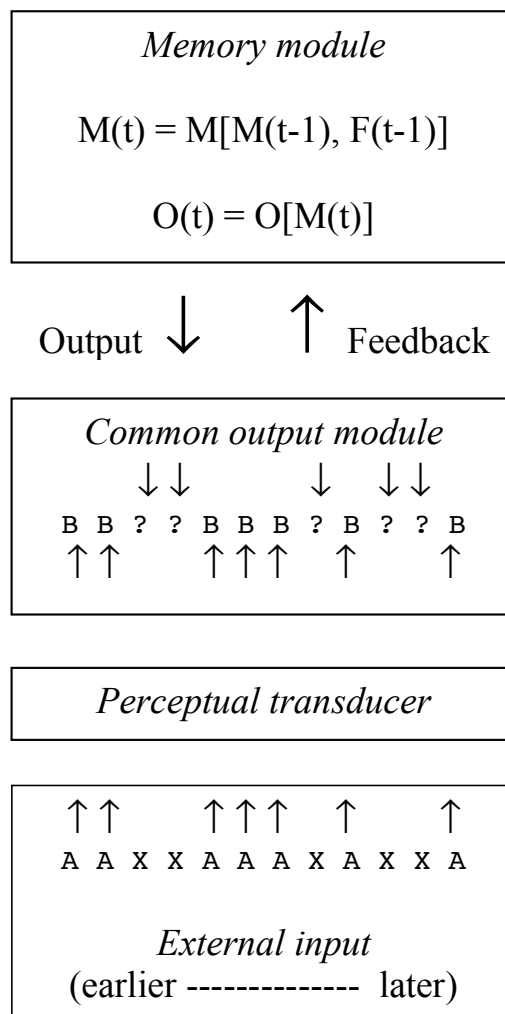 Memory module
M(t) = M[M(t-1), F(t-1)]
O(t) = O[M(t)]
Output ↓ ↑ Feedback
Common output module
↓ ↓ ↓ ↓ ↓
B B ? ? B B B ? B ? ? B
↑ ↑ ↑ ↑ ↑ ↑ ↑
Perceptual transducer
↑ ↑ ↑ ↑ ↑ ↑ ↑
A A X X A A A X A X X A
External input
(earlier -------------- later)